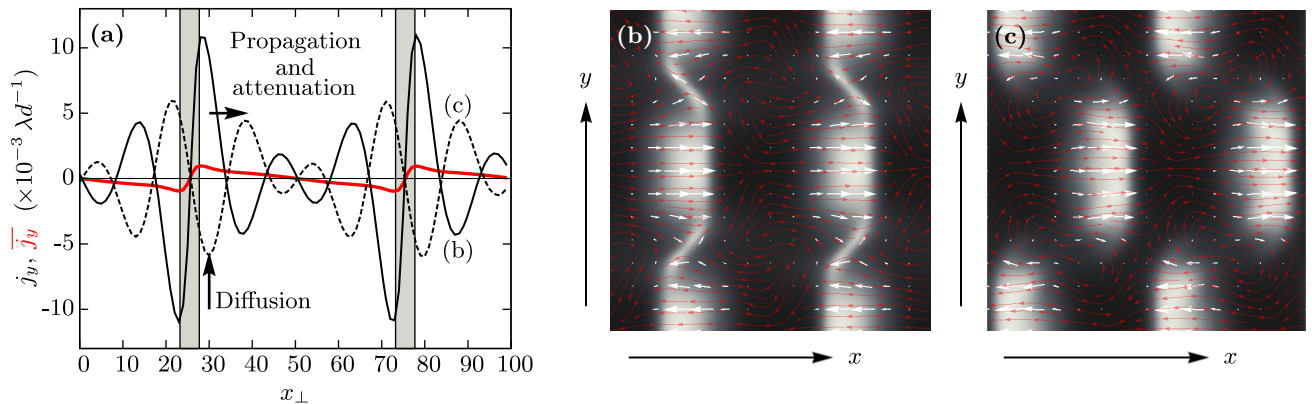 (a)
Propagation
and
attenuation
(c)
(b)
Diffusion
10
5
0
-5
-10
j_y, \overline{j_y} (×10⁻³ λd⁻¹)
0 10 20 30 40 50 60 70 80 90 100
x_⊥
(b)
y
x
(c)
y
x